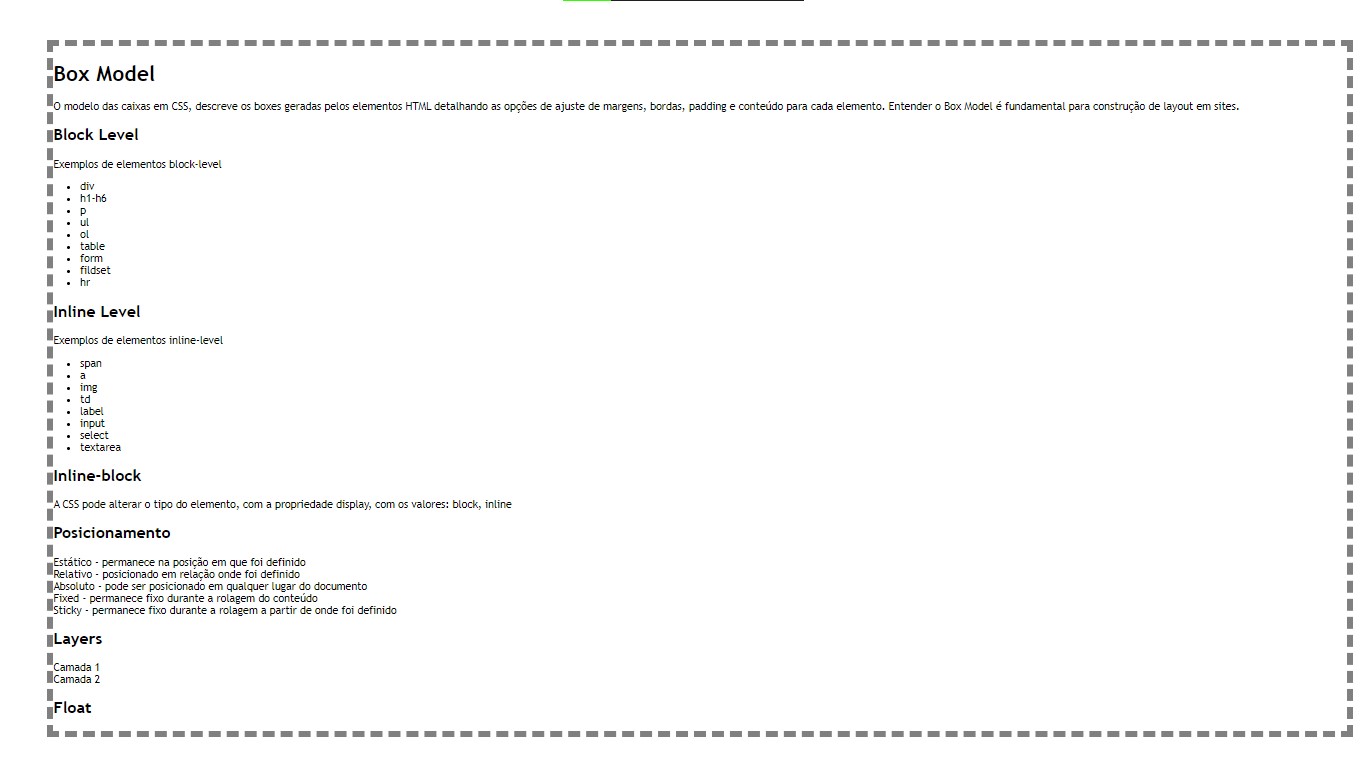 Box Model
O modelo das caixas em CSS, descreve os boxes geradas pelos elementos HTML detalhando as opções de ajuste de margens, bordas, padding e conteúdo para cada elemento. Entender o Box Model é fundamental para construção de layout em sites.
Block Level
Exemplos de elementos block-level
• div
• h1-h6
• p
• ul
• ol
• table
• form
• fildset
• hr
Inline Level
Exemplos de elementos inline-level
• span
• a
• img
• td
• label
• input
• select
• textarea
Inline-block
A CSS pode alterar o tipo do elemento, com a propriedade display, com os valores: block, inline
Posicionamento
Estático - permanece na posição em que foi definido
Relativo - posicionado em relação onde foi definido
Absoluto - pode ser posicionado em qualquer lugar do documento
Fixed - permanece fixo durante a rolagem do conteúdo
Sticky - permanece fixo durante a rolagem a partir de onde foi definido
Layers
Camada 1
Camada 2
Float